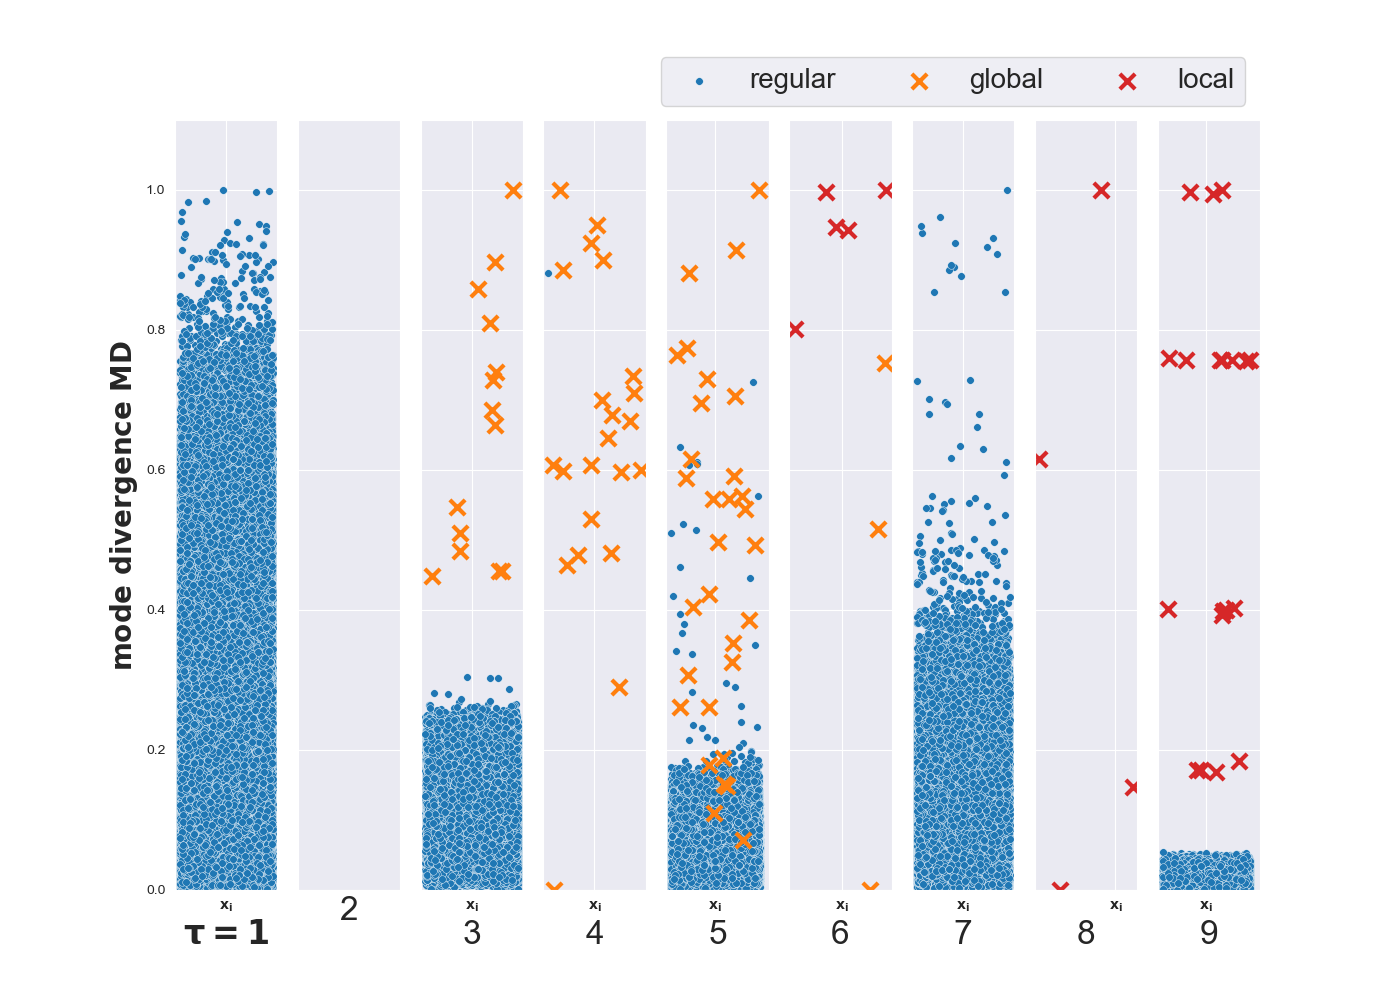 regular global local
mode divergence MD
1.0
0.8
0.6
0.4
0.2
0.0
xᵢ xᵢ xᵢ xᵢ xᵢ xᵢ xᵢ xᵢ
τ = 1 2 3 4 5 6 7 8 9